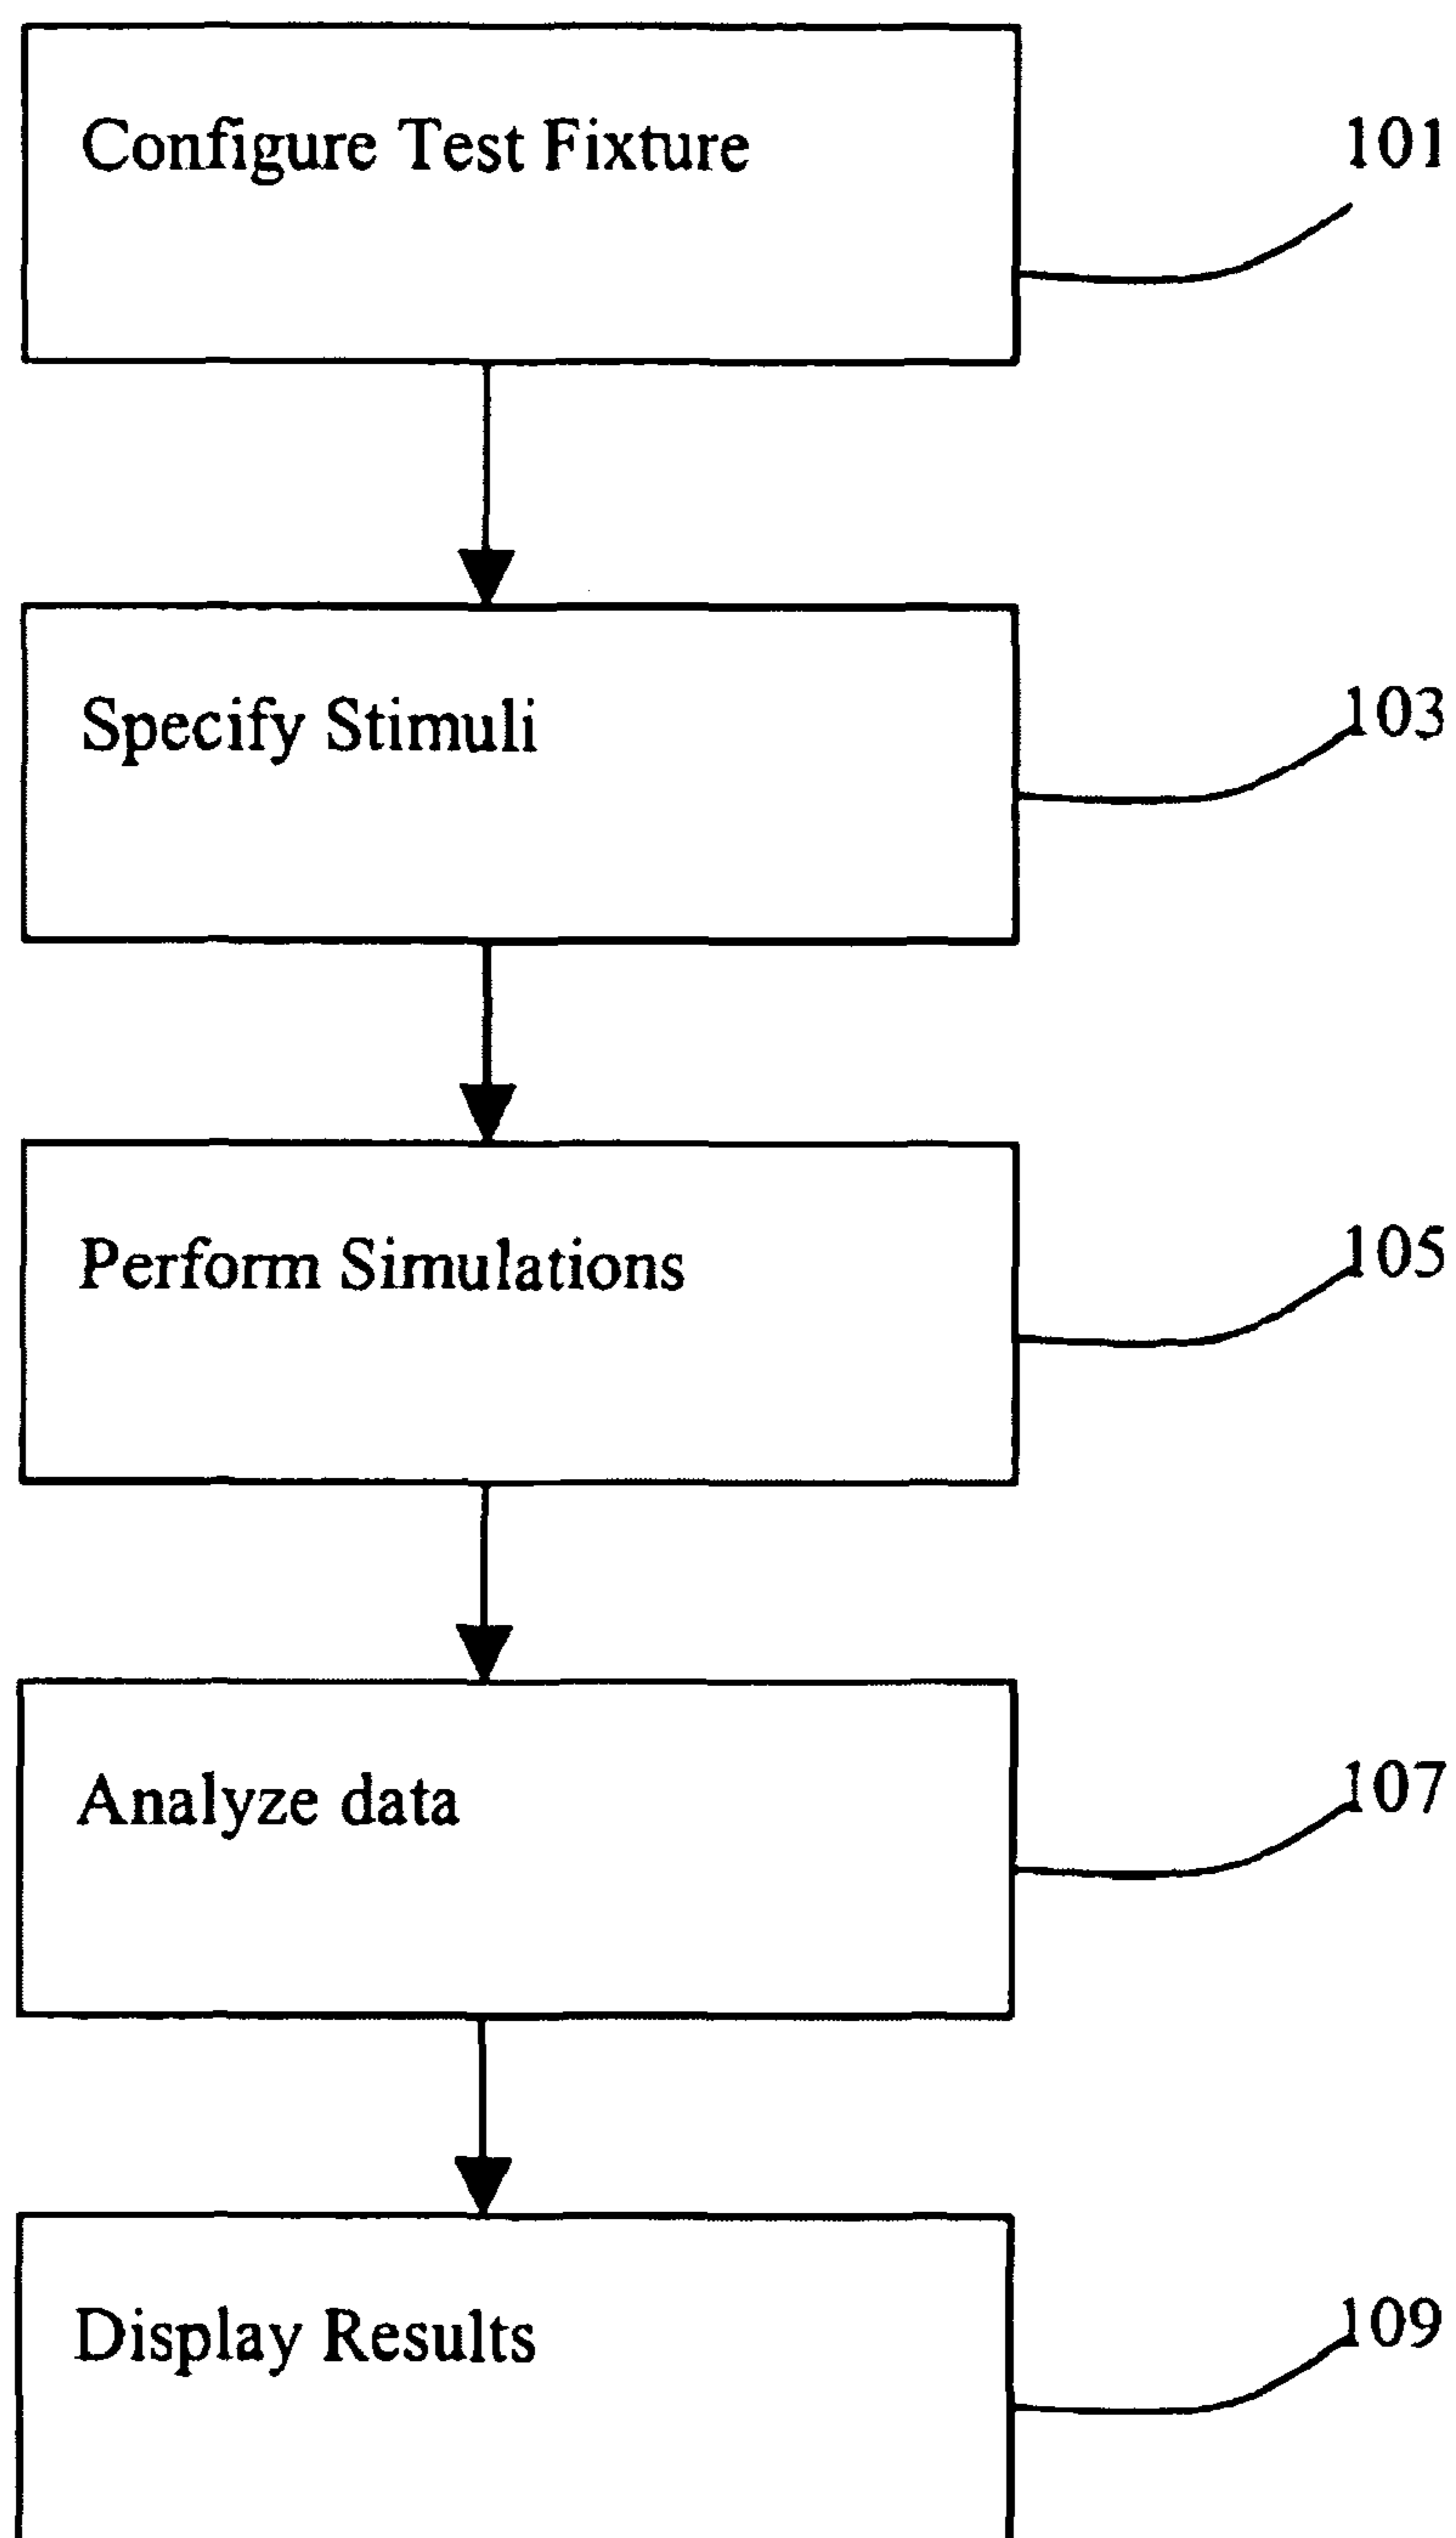 Configure Test Fixture
101
Specify Stimuli
103
Perform Simulations
105
Analyze data
107
Display Results
109